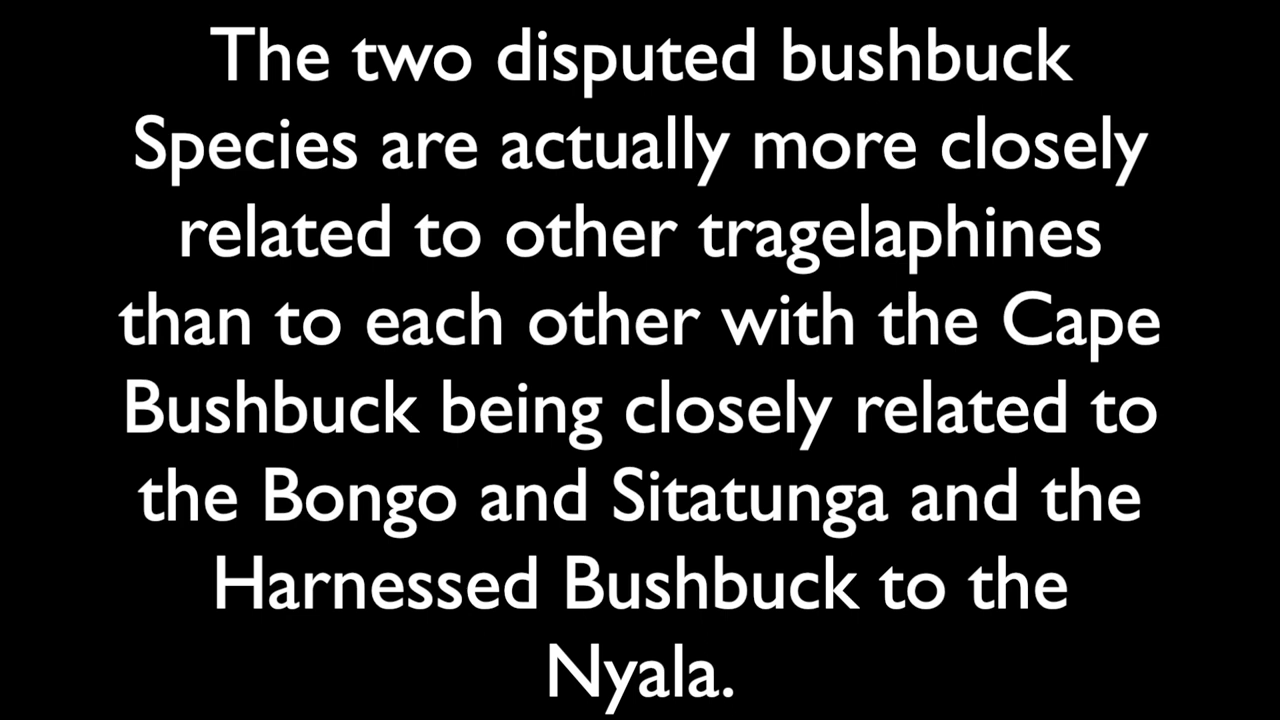 The two disputed bushbuck
Species are actually more closely
related to other tragelaphines
than to each other with the Cape
Bushbuck being closely related to
the Bongo and Sitatunga and the
Harnessed Bushbuck to the
Nyala.